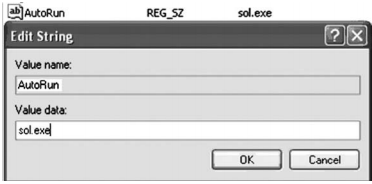 AutoRun REG_SZ sol.exe
Edit String
Value name:
AutoRun
Value data:
sol.exe
OK Cancel